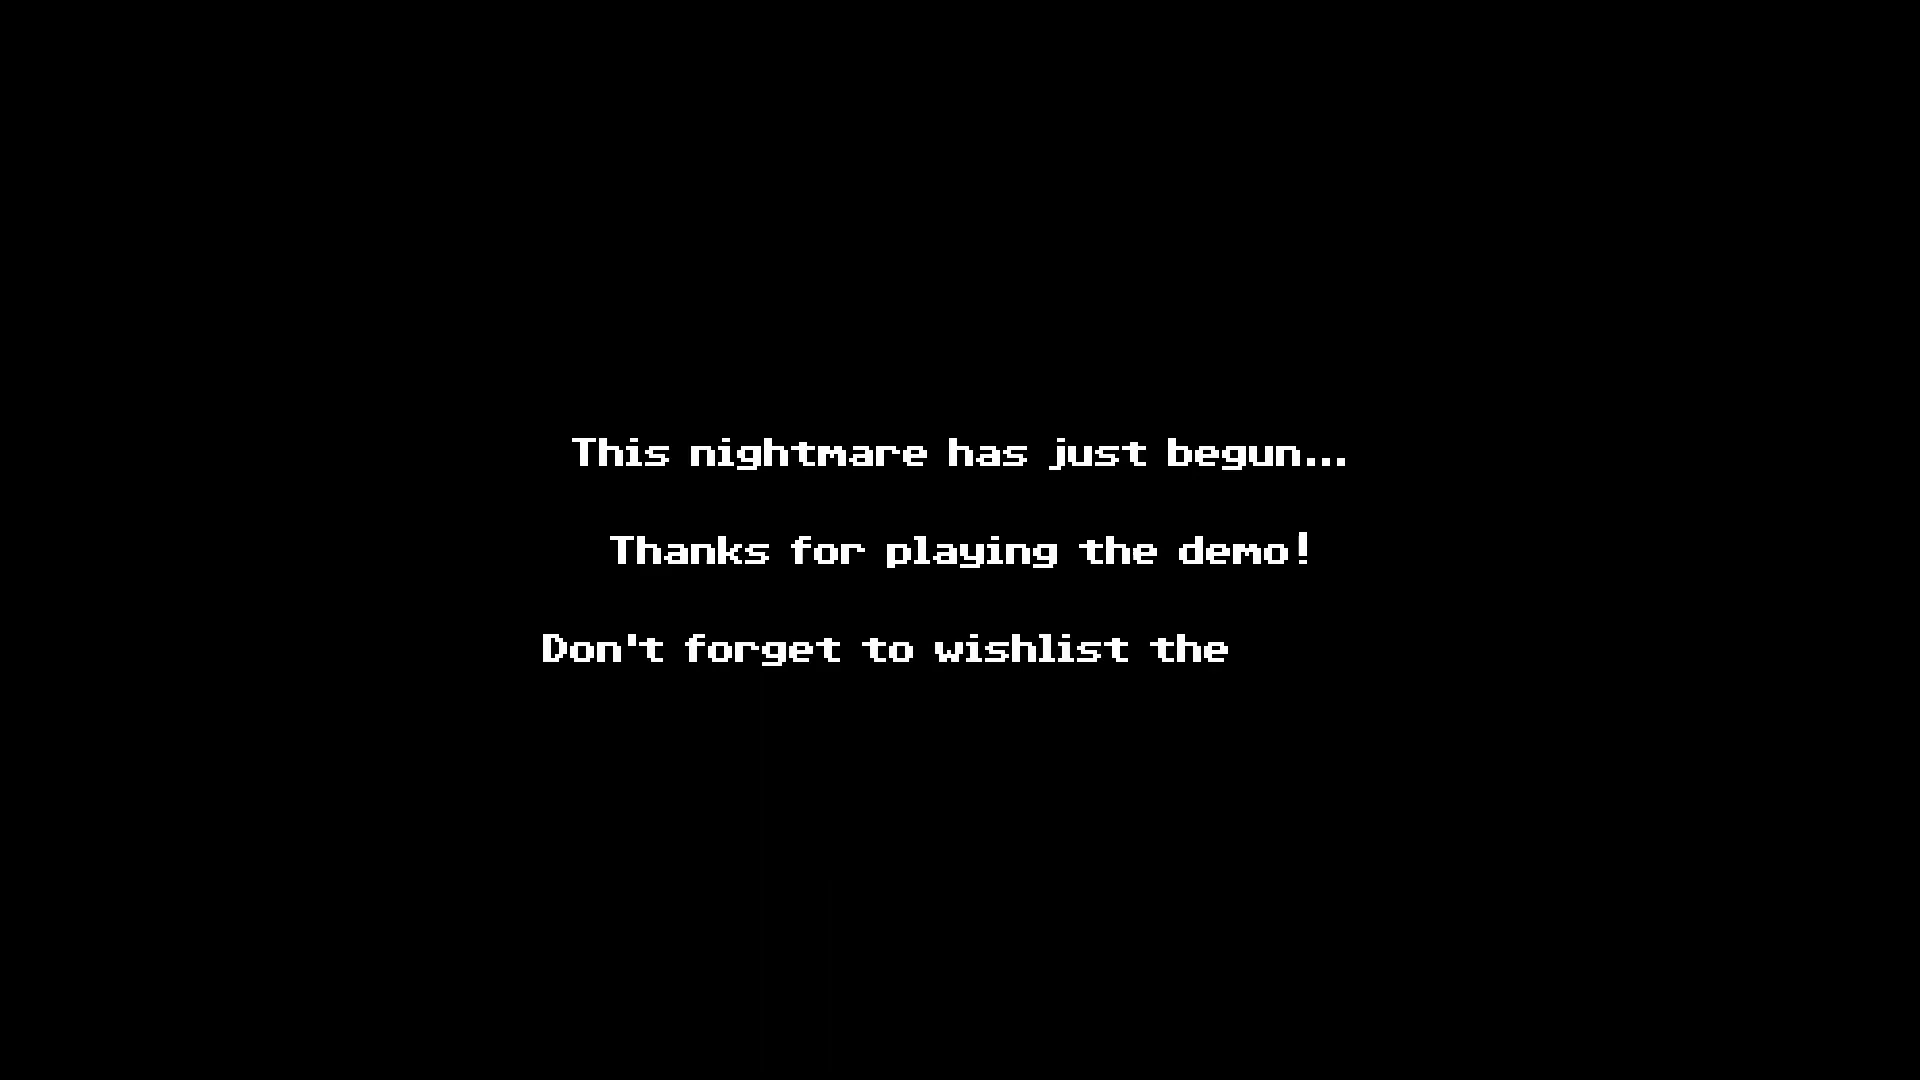 This nightmare has just begun...
Thanks for playing the demo!
Don't forget to wishlist the